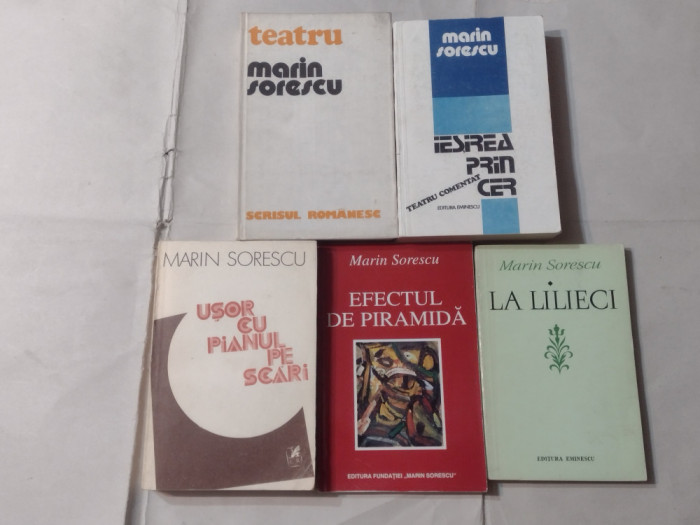 teatru
marin
sorescu
SCRISUL ROMÂNESC
marin
sorescu
IEȘIREA
PRIN
CER
TEATRU COMENTAT
EDITURA EMINESCU
MARIN SORESCU
UȘOR
CU
PIANUL
PE
SCĂRI
Marin Sorescu
EFECTUL
DE PIRAMIDĂ
EDITURA FUNDAȚIEI „MARIN SORESCU"
Marin Sorescu
LA LILIECI
EDITURA EMINESCU